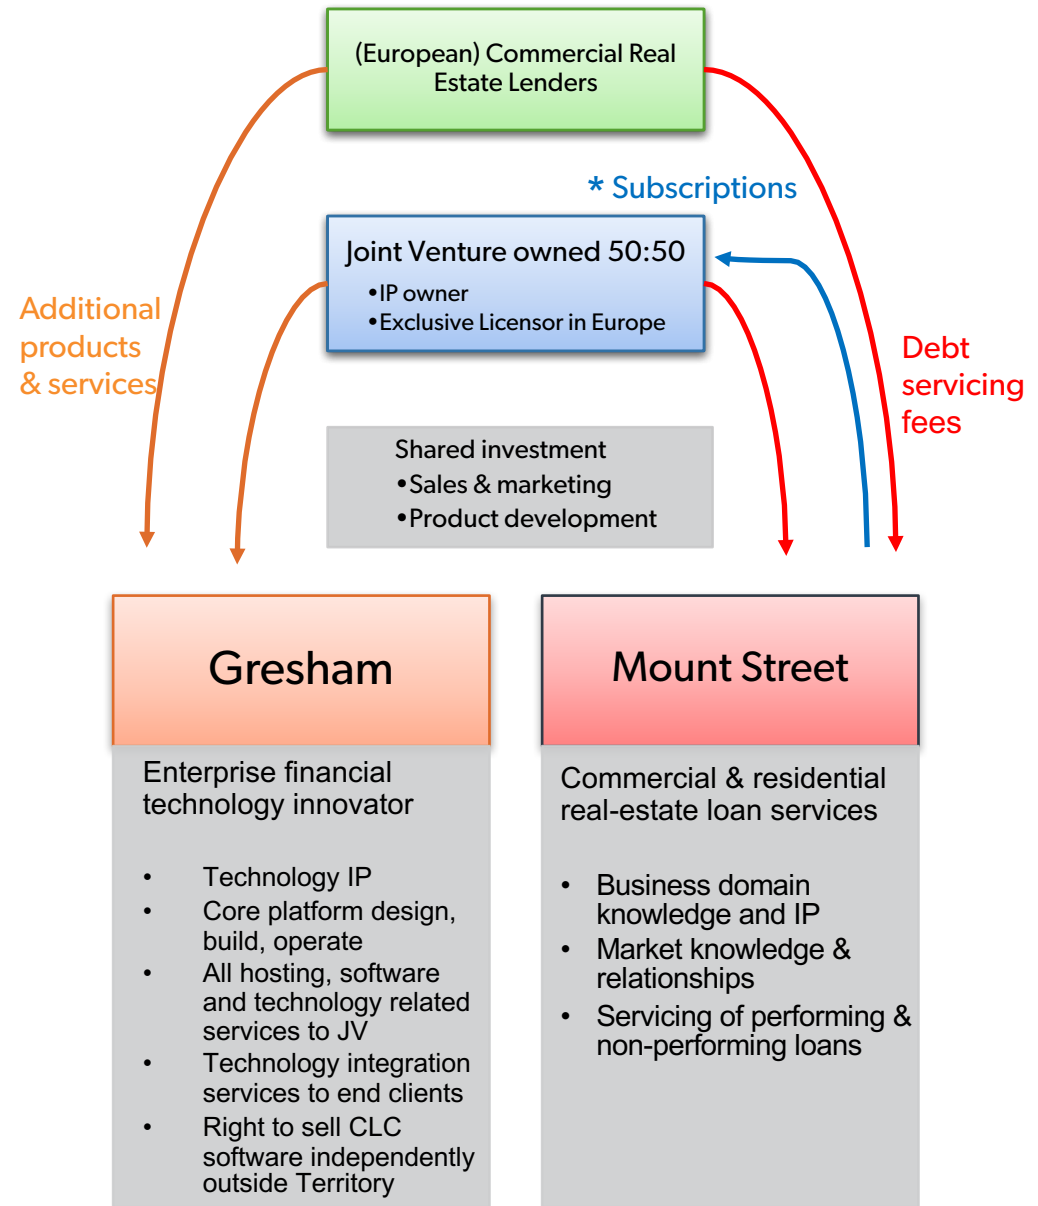 (European) Commercial Real
Estate Lenders
* Subscriptions
Joint Venture owned 50:50
•IP owner
•Exclusive Licensor in Europe
Additional
products
& services
Debt
servicing
fees
Shared investment
•Sales & marketing
•Product development
Gresham
Enterprise financial
technology innovator
• Technology IP
• Core platform design,
build, operate
• All hosting, software
and technology related
services to JV
• Technology integration
services to end clients
• Right to sell CLC
software independently
outside Territory
Mount Street
Commercial & residential
real-estate loan services
• Business domain
knowledge and IP
• Market knowledge &
relationships
• Servicing of performing &
non-performing loans